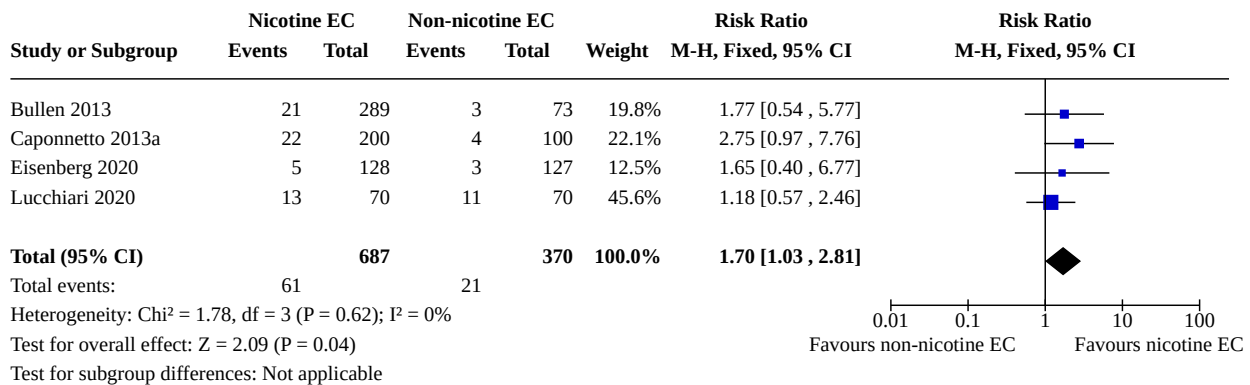 Nicotine EC Non-nicotine EC Risk Ratio Risk Ratio
Study or Subgroup Events Total Events Total Weight M-H, Fixed, 95% CI M-H, Fixed, 95% CI
Bullen 2013 21 289 3 73 19.8% 1.77 [0.54 , 5.77]
Caponnetto 2013a 22 200 4 100 22.1% 2.75 [0.97 , 7.76]
Eisenberg 2020 5 128 3 127 12.5% 1.65 [0.40 , 6.77]
Lucchiari 2020 13 70 11 70 45.6% 1.18 [0.57 , 2.46]
Total (95% CI) 687 370 100.0% 1.70 [1.03 , 2.81]
Total events: 61 21
Heterogeneity: Chi² = 1.78, df = 3 (P = 0.62); I² = 0%
0.01 0.1 1 10 100
Test for overall effect: Z = 2.09 (P = 0.04) Favours non-nicotine EC Favours nicotine EC
Test for subgroup differences: Not applicable